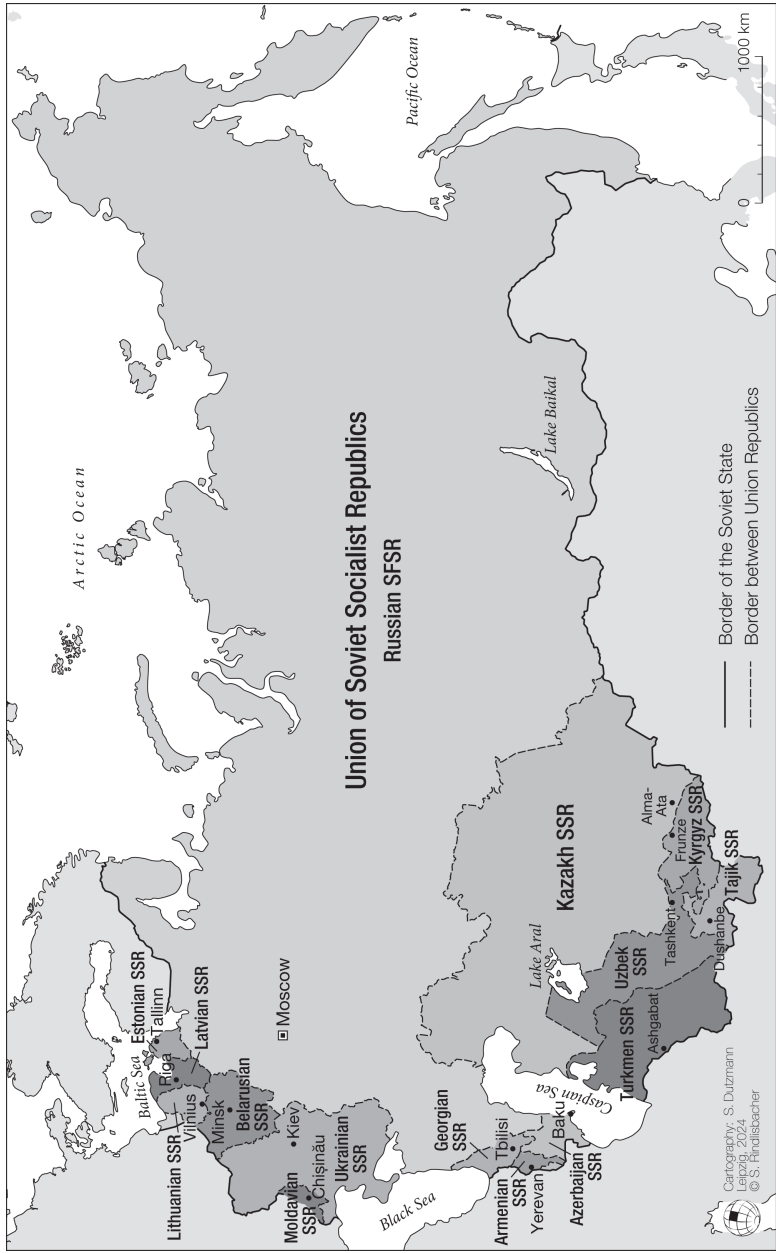 Arctic Ocean
Pacific Ocean
Union of Soviet Socialist Republics
Russian SFSR
Baltic Sea
Estonian SSR
Tallinn
Riga
Latvian SSR
Lithuanian SSR
Vilnius
Minsk
Belarusian
SSR
Moscow
Kiev
Moldavian
SSR
Chișinău
Ukrainian
SSR
Black Sea
Georgian
SSR
Tbilisi
Armenian
SSR
Yerevan
Baku
Azerbaijan
SSR
Caspian Sea
Lake Aral
Kazakh SSR
Uzbek
SSR
Turkmen SSR
Ashgabat
Tashkent
Dushanbe
Alma-
Ata
Frunze
Kyrgyz SSR
Tajik SSR
Lake Baikal
Border of the Soviet State
Border between Union Republics
0
1000 km
Cartography: S. Dutzmann
Leipzig, 2024
© S. Rindlisbacher